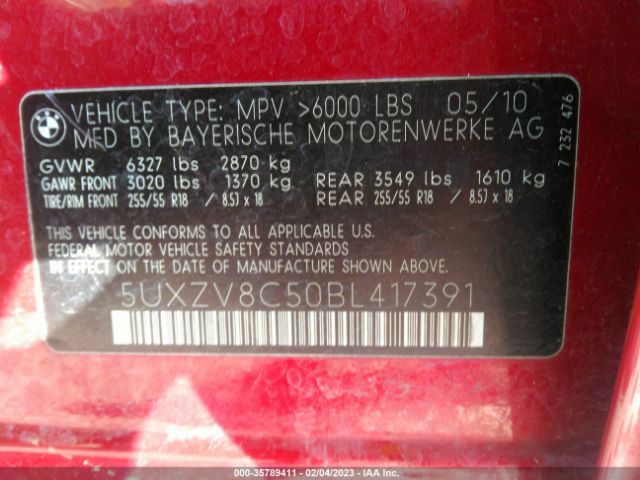 BMW
VEHICLE TYPE: MPV >6000 LBS 05/10
MFD BY BAYERISCHE MOTORENWERKE AG
7 232 476
GVWR 6327 lbs 2870 kg
GAWR FRONT 3020 lbs 1370 kg REAR 3549 lbs 1610 kg
TIRE/RIM FRONT 255/55 R18 / 8.5J x 18 REAR 255/55 R18 / 8.5J x 18
THIS VEHICLE CONFORMS TO ALL APPLICABLE U.S.
FEDERAL MOTOR VEHICLE SAFETY STANDARDS
IN EFFECT ON THE DATE OF MANUFACTURE SHOWN ABOVE.
5UXZV8C50BL417391
000-35789411 - 02/04/2023 - IAA Inc.